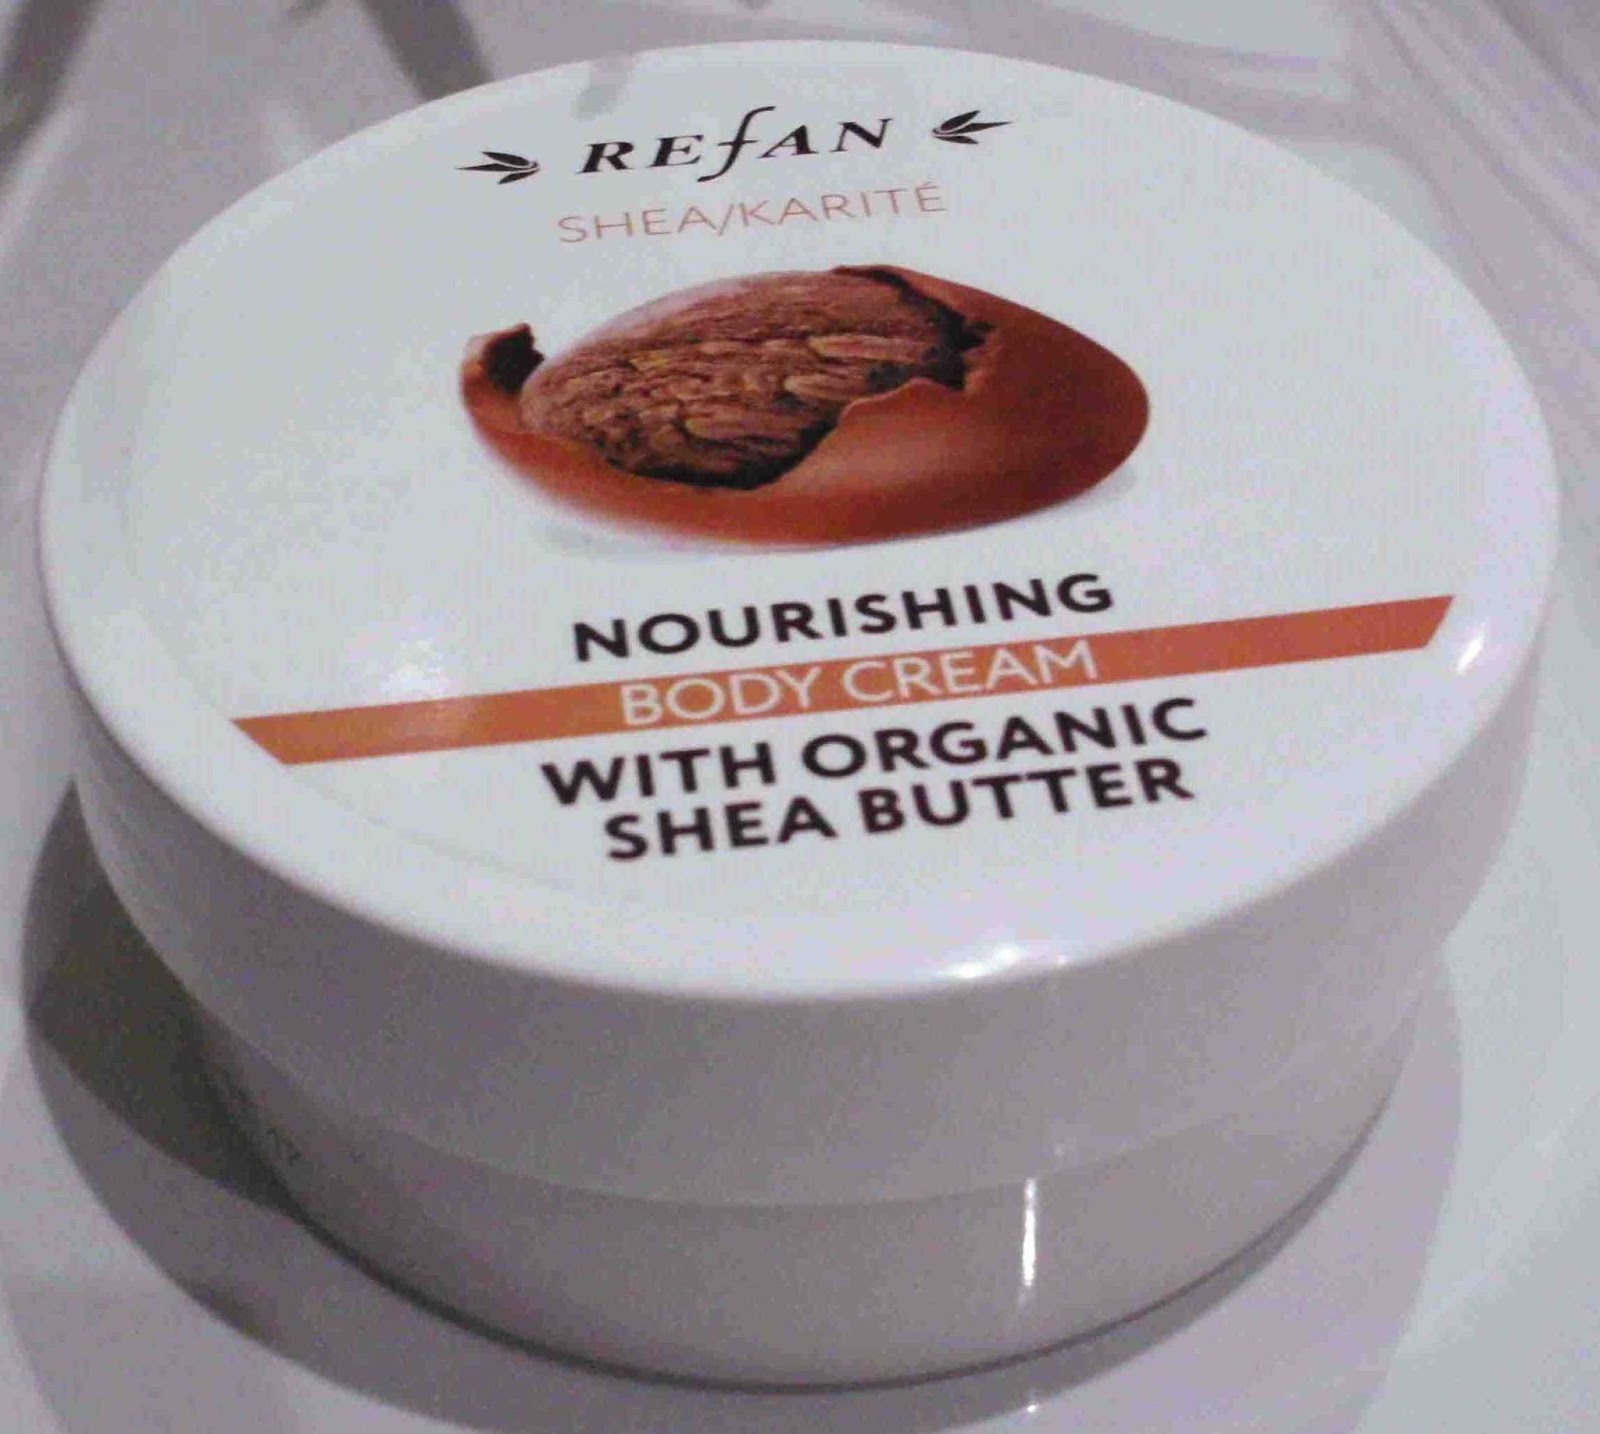 REfAN
SHEA/KARITÉ
NOURISHING
BODY CREAM
WITH ORGANIC
SHEA BUTTER